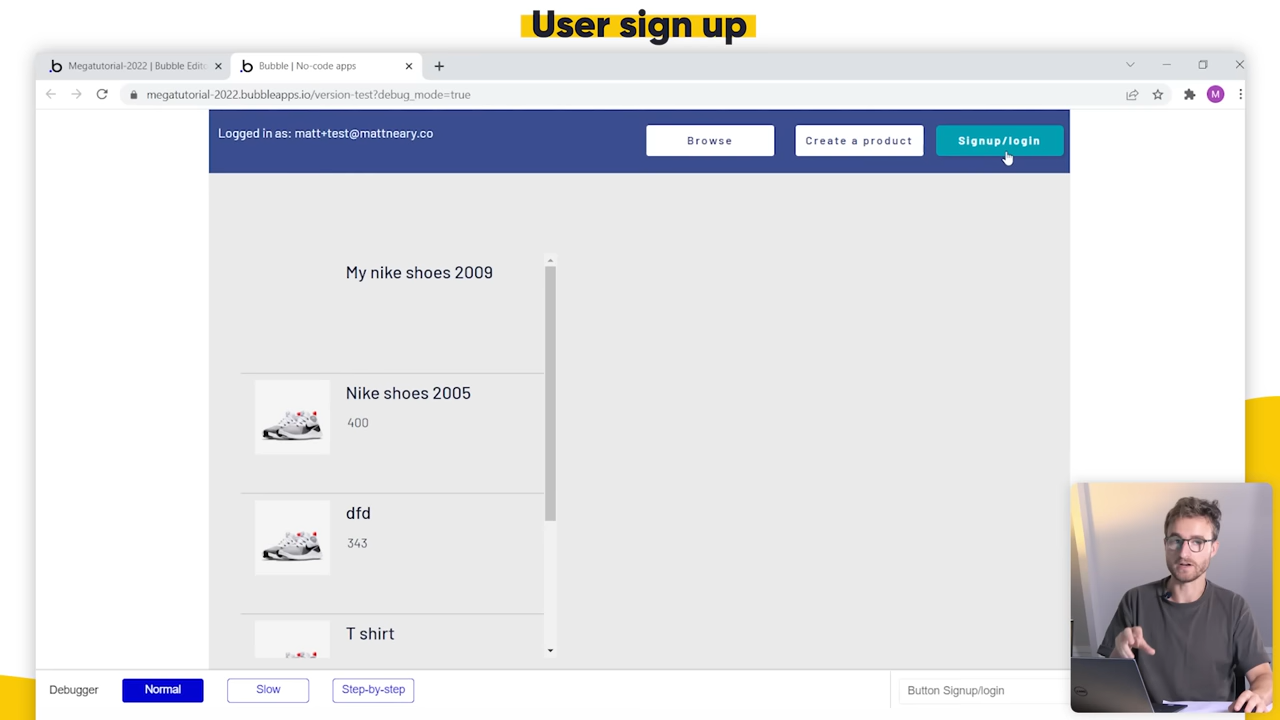 User sign up
Megatutorial-2022 | Bubble Edit
Bubble | No-code apps
megatutorial-2022.bubbleapps.io/version-test?debug_mode=true
M
Logged in as: matt+test@mattneary.co
Browse
Create a product
Signup/login
My nike shoes 2009
Nike shoes 2005
400
dfd
343
T shirt
Debugger
Normal
Slow
Step-by-step
Button Signup/login